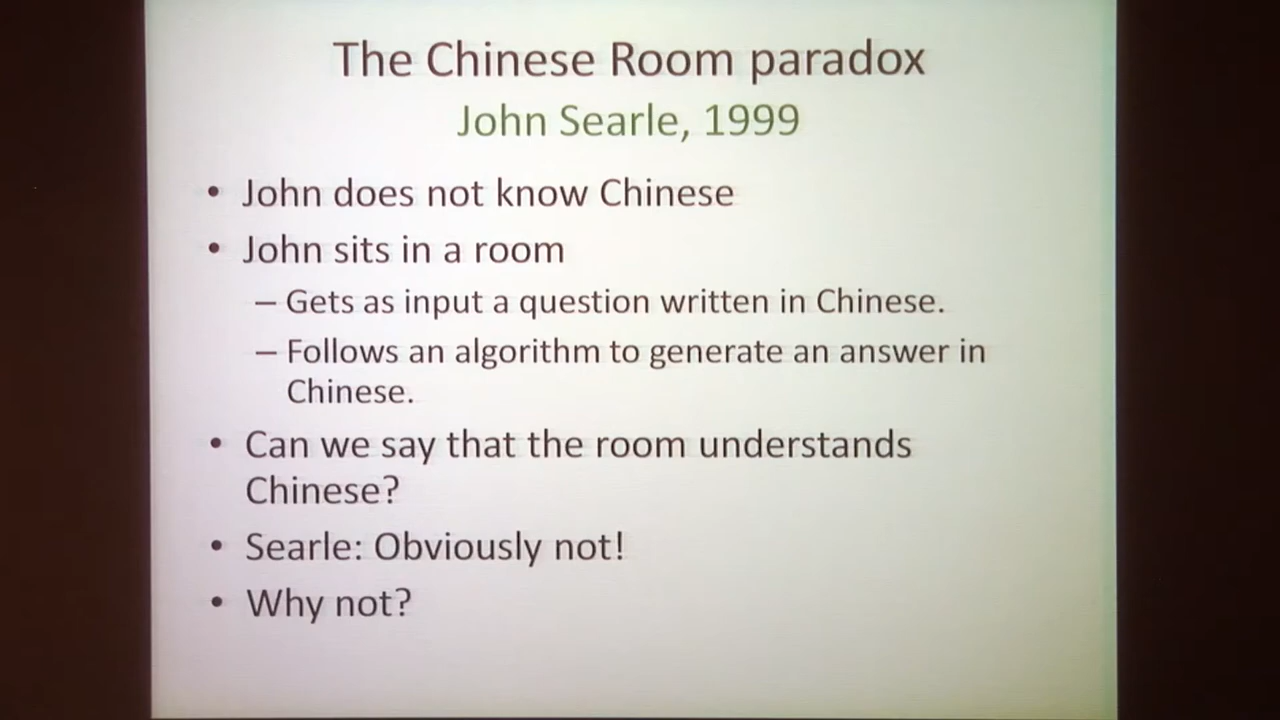 The Chinese Room paradox
John Searle, 1999
• John does not know Chinese
• John sits in a room
– Gets as input a question written in Chinese.
– Follows an algorithm to generate an answer in
Chinese.
• Can we say that the room understands
Chinese?
• Searle: Obviously not!
• Why not?